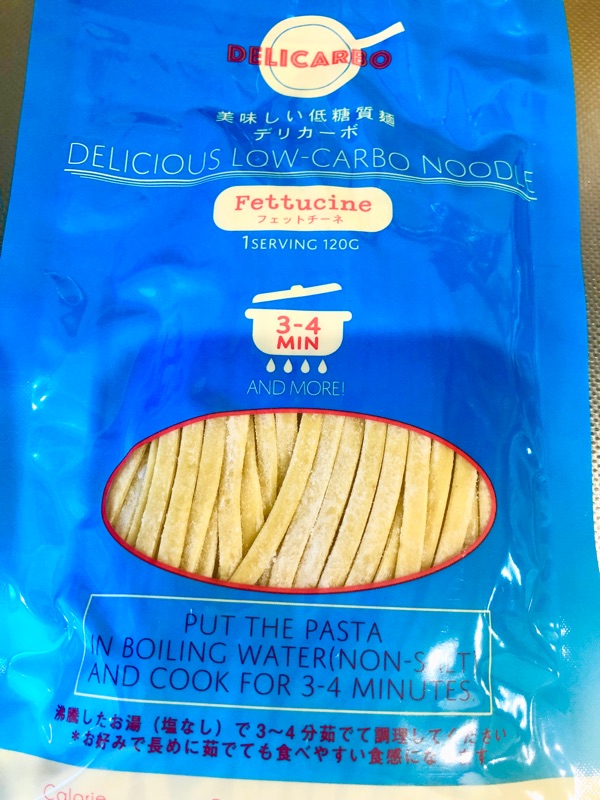 DELICARBO
美味しい低糖質麺
デリカーボ
DELICIOUS LOW-CARBO NOODLE
Fettucine
フェットチーネ
1 SERVING 120G
3-4
MIN
AND MORE!
PUT THE PASTA
IN BOILING WATER(NON-SALT)
AND COOK FOR 3-4 MINUTES.
沸騰したお湯（塩なし）で3～4分茹でて調理してください
*お好みで長めに茹でても食べやすい食感になります
Calorie